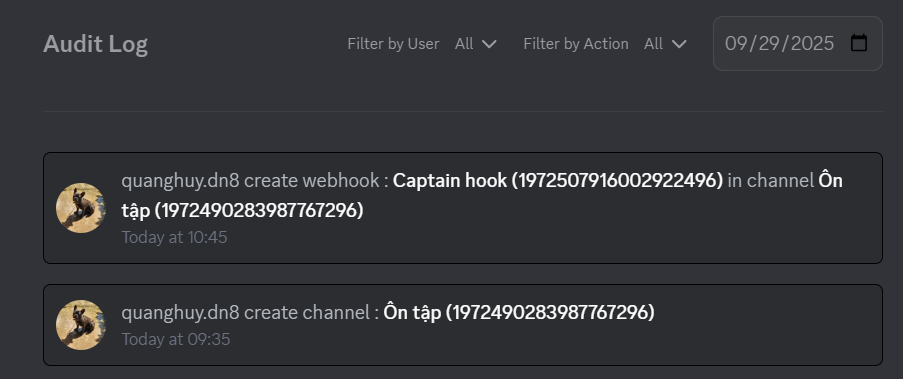 Audit Log
Filter by User All
Filter by Action All
09/29/2025
quanghuy.dn8 create webhook : Captain hook (1972507916002922496) in channel Ôn
tập (1972490283987767296)
Today at 10:45
quanghuy.dn8 create channel : Ôn tập (1972490283987767296)
Today at 09:35